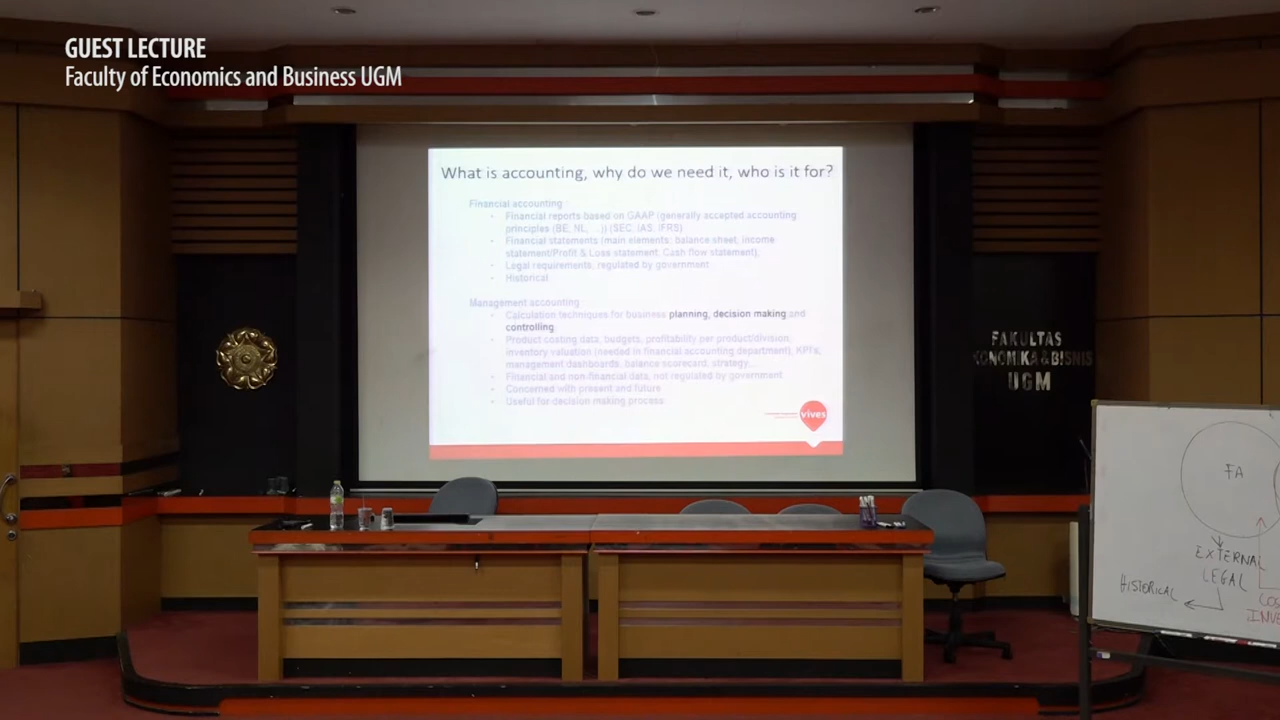 GUEST LECTURE
Faculty of Economics and Business UGM
What is accounting, why do we need it, who is it for?
Financial accounting :
• Financial reports based on GAAP (generally accepted accounting
principles (BE, NL, ...)) (SEC, IAS, IFRS)
• Financial statements (main elements: balance sheet, income
statement/Profit & Loss statement, Cash flow statement),
• Legal requirements, regulated by government
• Historical
Management accounting
• Calculation techniques for business planning, decision making and
controlling
• Product costing data, budgets, profitability per product/division,
inventory valuation (needed in financial accounting department), KPI's,
management dashboards, balance scorecard, strategy,...
• Financial and non-financial data, not regulated by government
• Concerned with present and future
• Useful for decision making process
vives
FAKULTAS
EKONOMIKA & BISNIS
UGM
FA
EXTERNAL
LEGAL
HISTORICAL